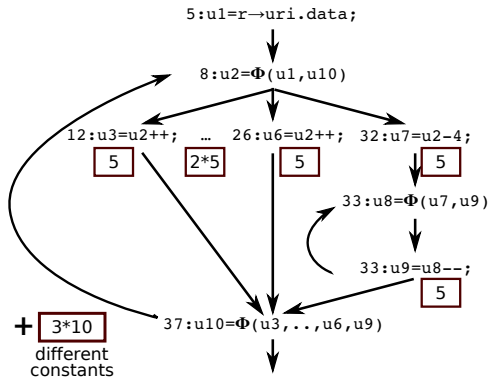 5:u1=r→uri.data;
8:u2=Φ(u1,u10)
12:u3=u2++; … 26:u6=u2++; 32:u7=u2-4;
5 2*5 5 5
33:u8=Φ(u7,u9)
33:u9=u8--;
5
37:u10=Φ(u3,..,u6,u9)
+ 3*10
different
constants